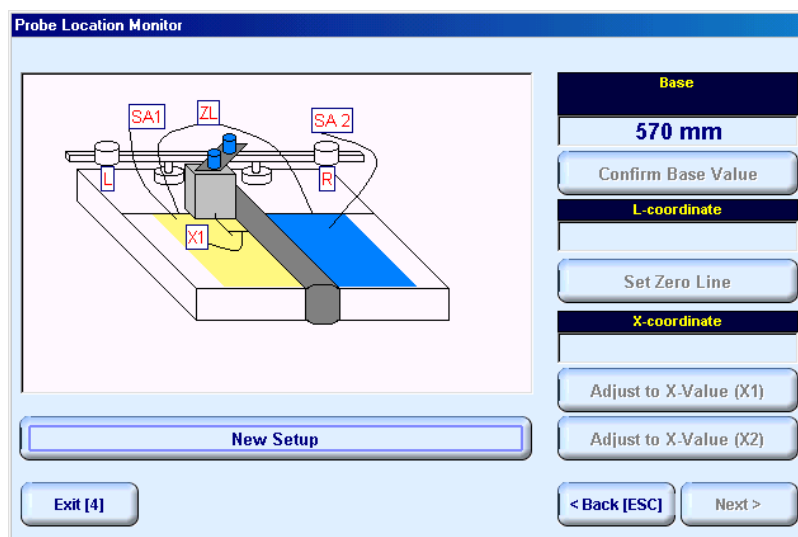 Probe Location Monitor
SA1
ZL
SA 2
L
R
X1
Base
570 mm
Confirm Base Value
L-coordinate
Set Zero Line
X-coordinate
Adjust to X-Value (X1)
New Setup
Adjust to X-Value (X2)
Exit [4]
< Back [ESC]
Next >